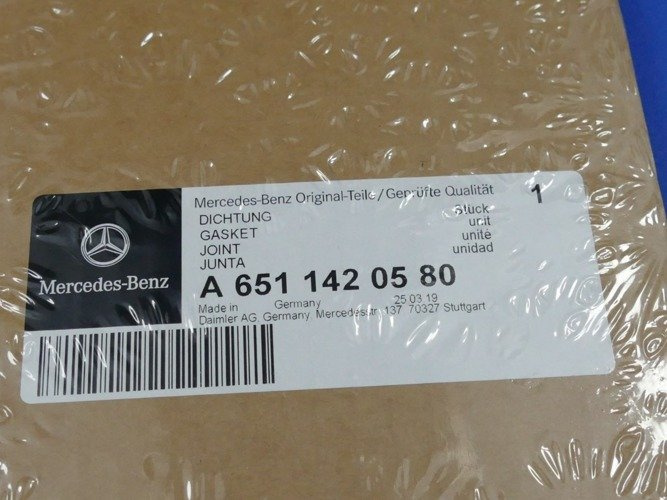 Mercedes-Benz Original-Teile/Geprüfte Qualität 1
DICHTUNG Stück
GASKET unit
JOINT unite
JUNTA unidad
Mercedes-Benz
A 651 142 05 80
Made in Germany 25 03 19
Daimler AG, Germany, Mercedesstr. 137 70327 Stuttgart